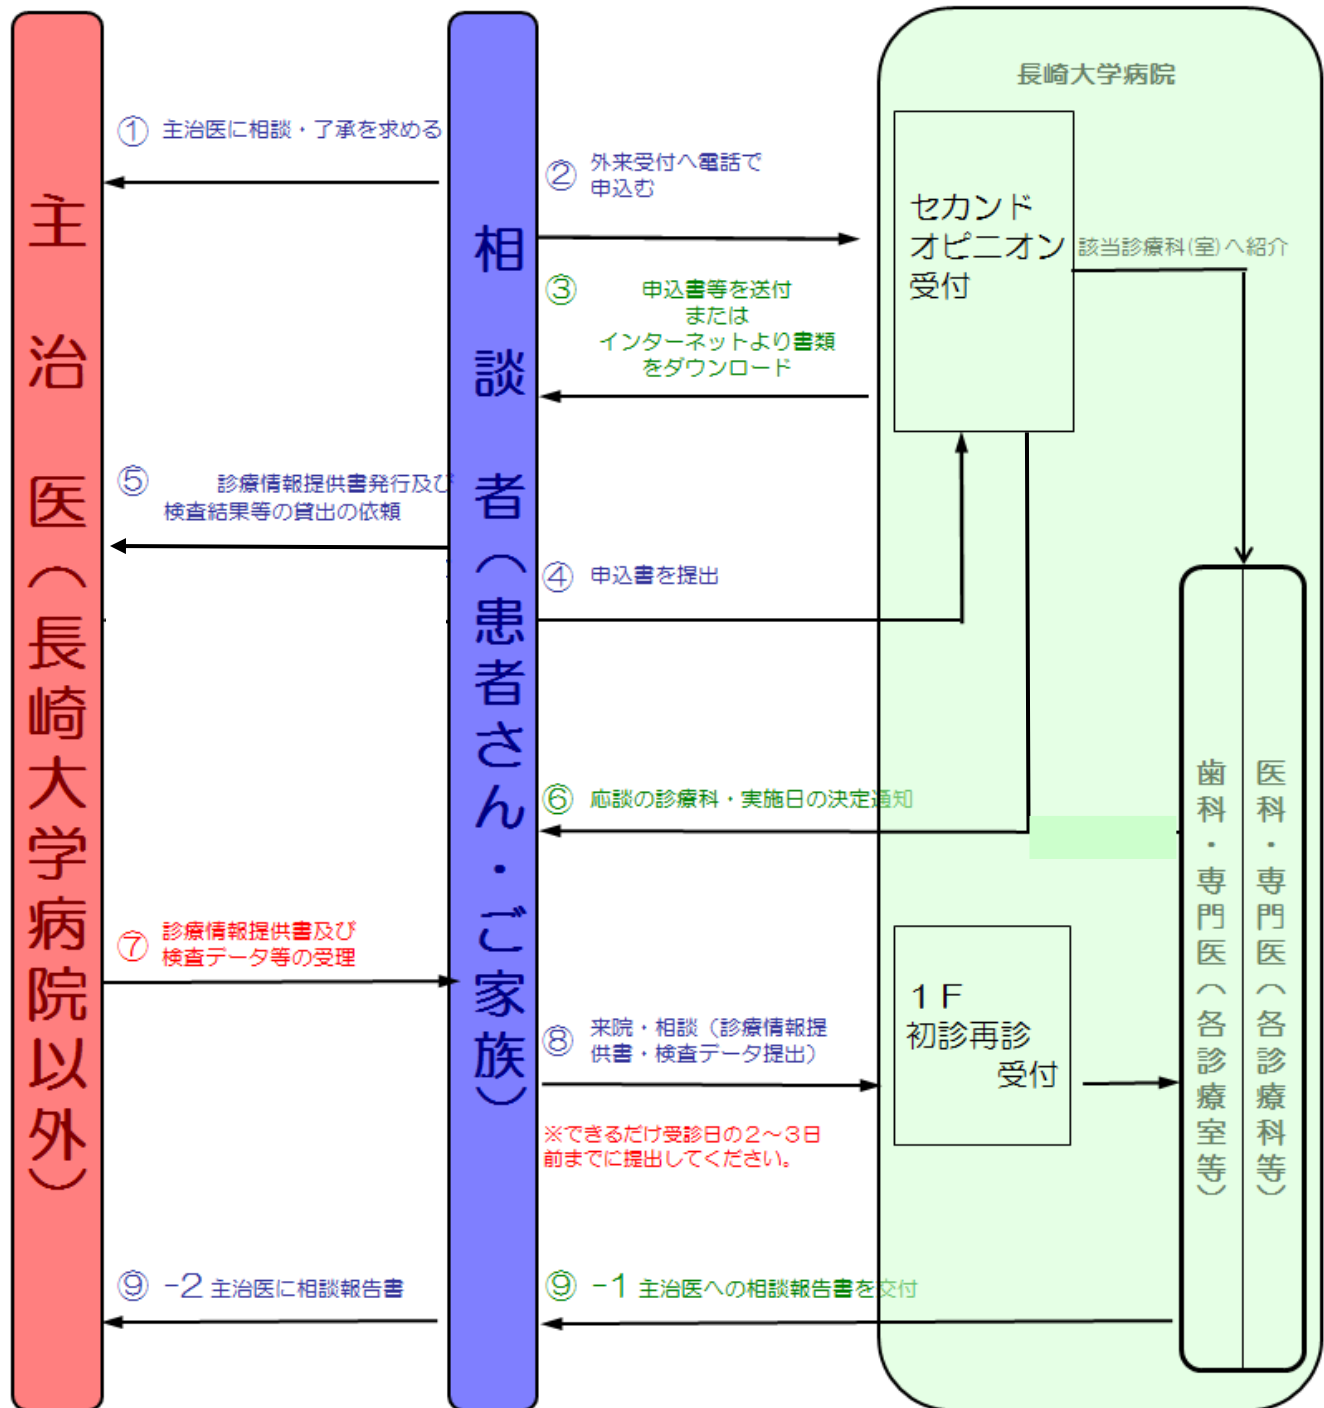 長崎大学病院
① 主治医に相談・了承を求める
② 外来受付へ電話で
申込む
セカンド
オピニオン
受付
該当診療科(室)へ紹介
③ 申込書等を送付
または
インターネットより書類
をダウンロード
主治医（長崎大学病院以外）
相談者（患者さん・ご家族）
⑤ 診療情報提供書発行及び
検査結果等の貸出の依頼
④ 申込書を提出
⑥ 応談の診療科・実施日の決定通知
歯科・専門医（各診療室等）
医科・専門医（各診療科等）
⑦ 診療情報提供書及び
検査データ等の受理
１Ｆ
初診再診
受付
⑧ 来院・相談（診療情報提
供書・検査データ提出）
※できるだけ受診日の２～３日
前までに提出してください。
⑨ -2 主治医に相談報告書
⑨ -1 主治医への相談報告書を交付